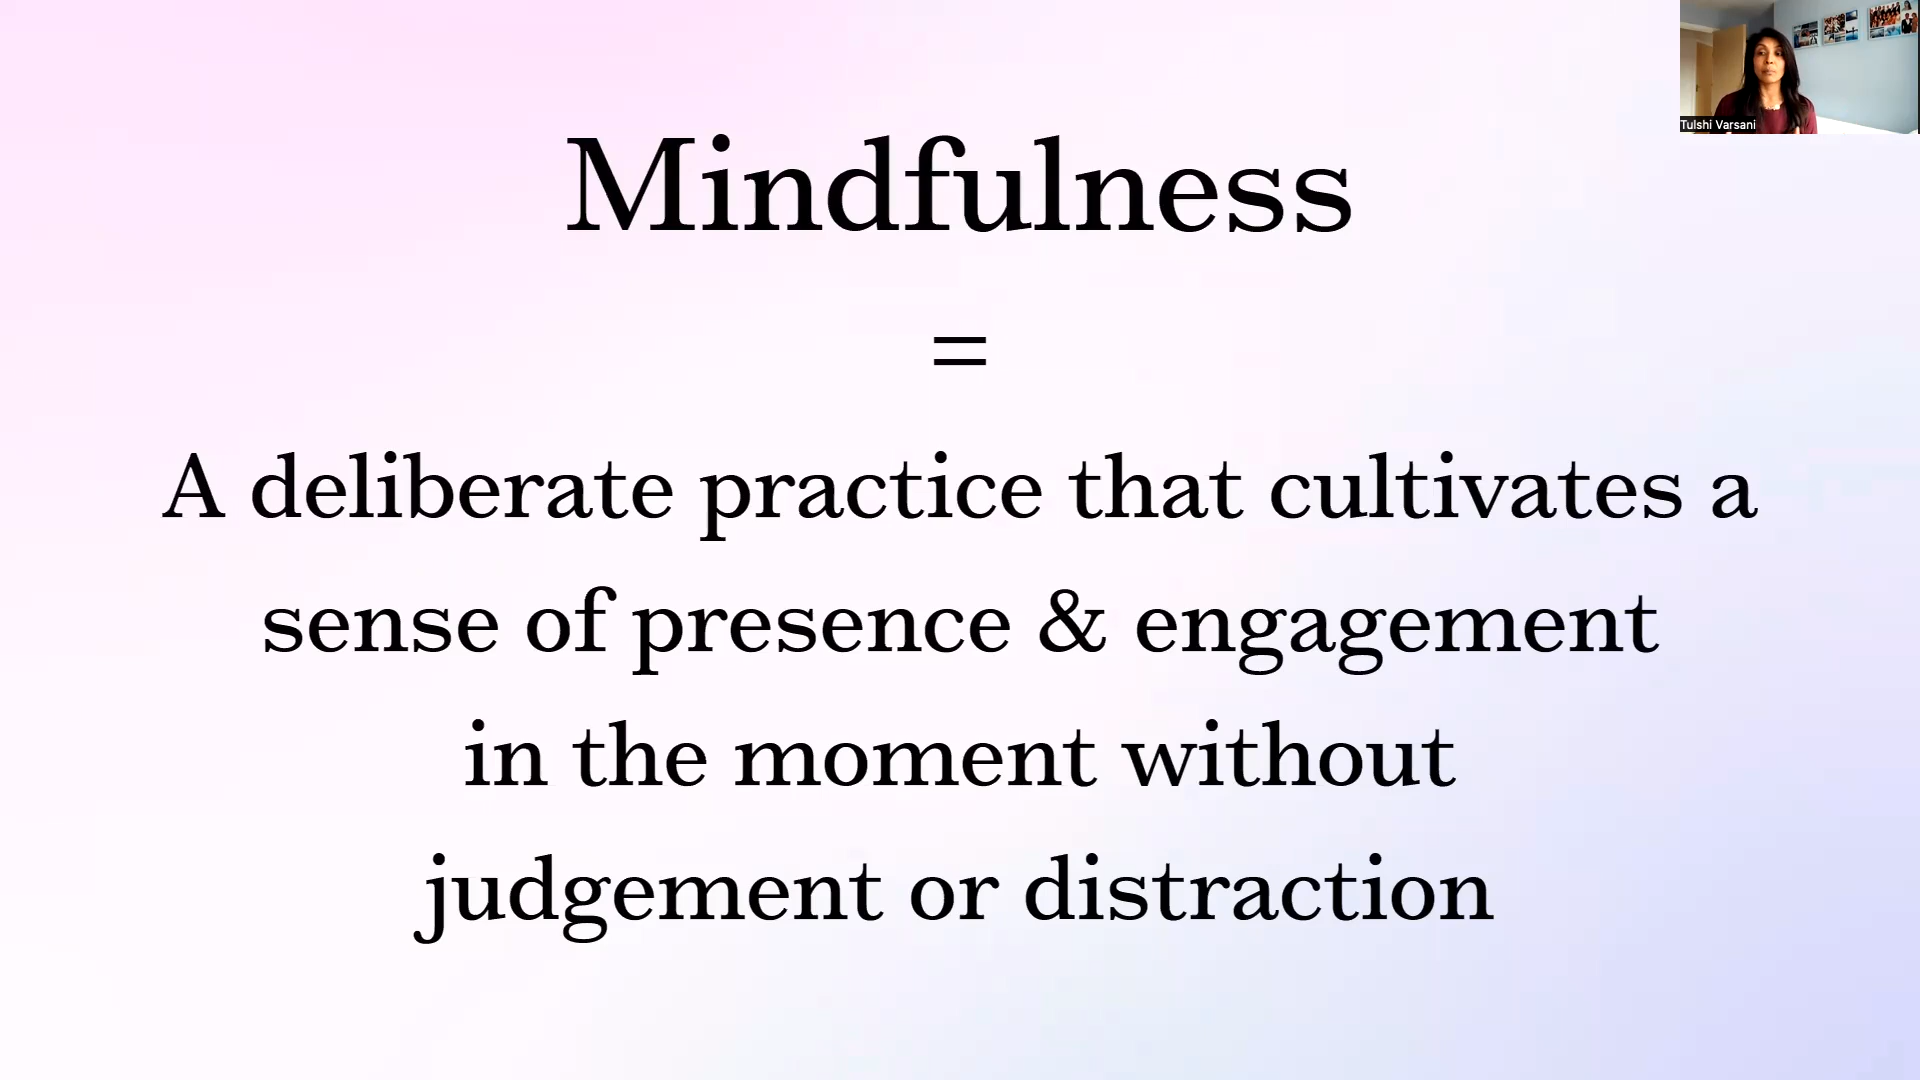 Tulshi Varsani
Mindfulness
=
A deliberate practice that cultivates a
sense of presence & engagement
in the moment without
judgement or distraction